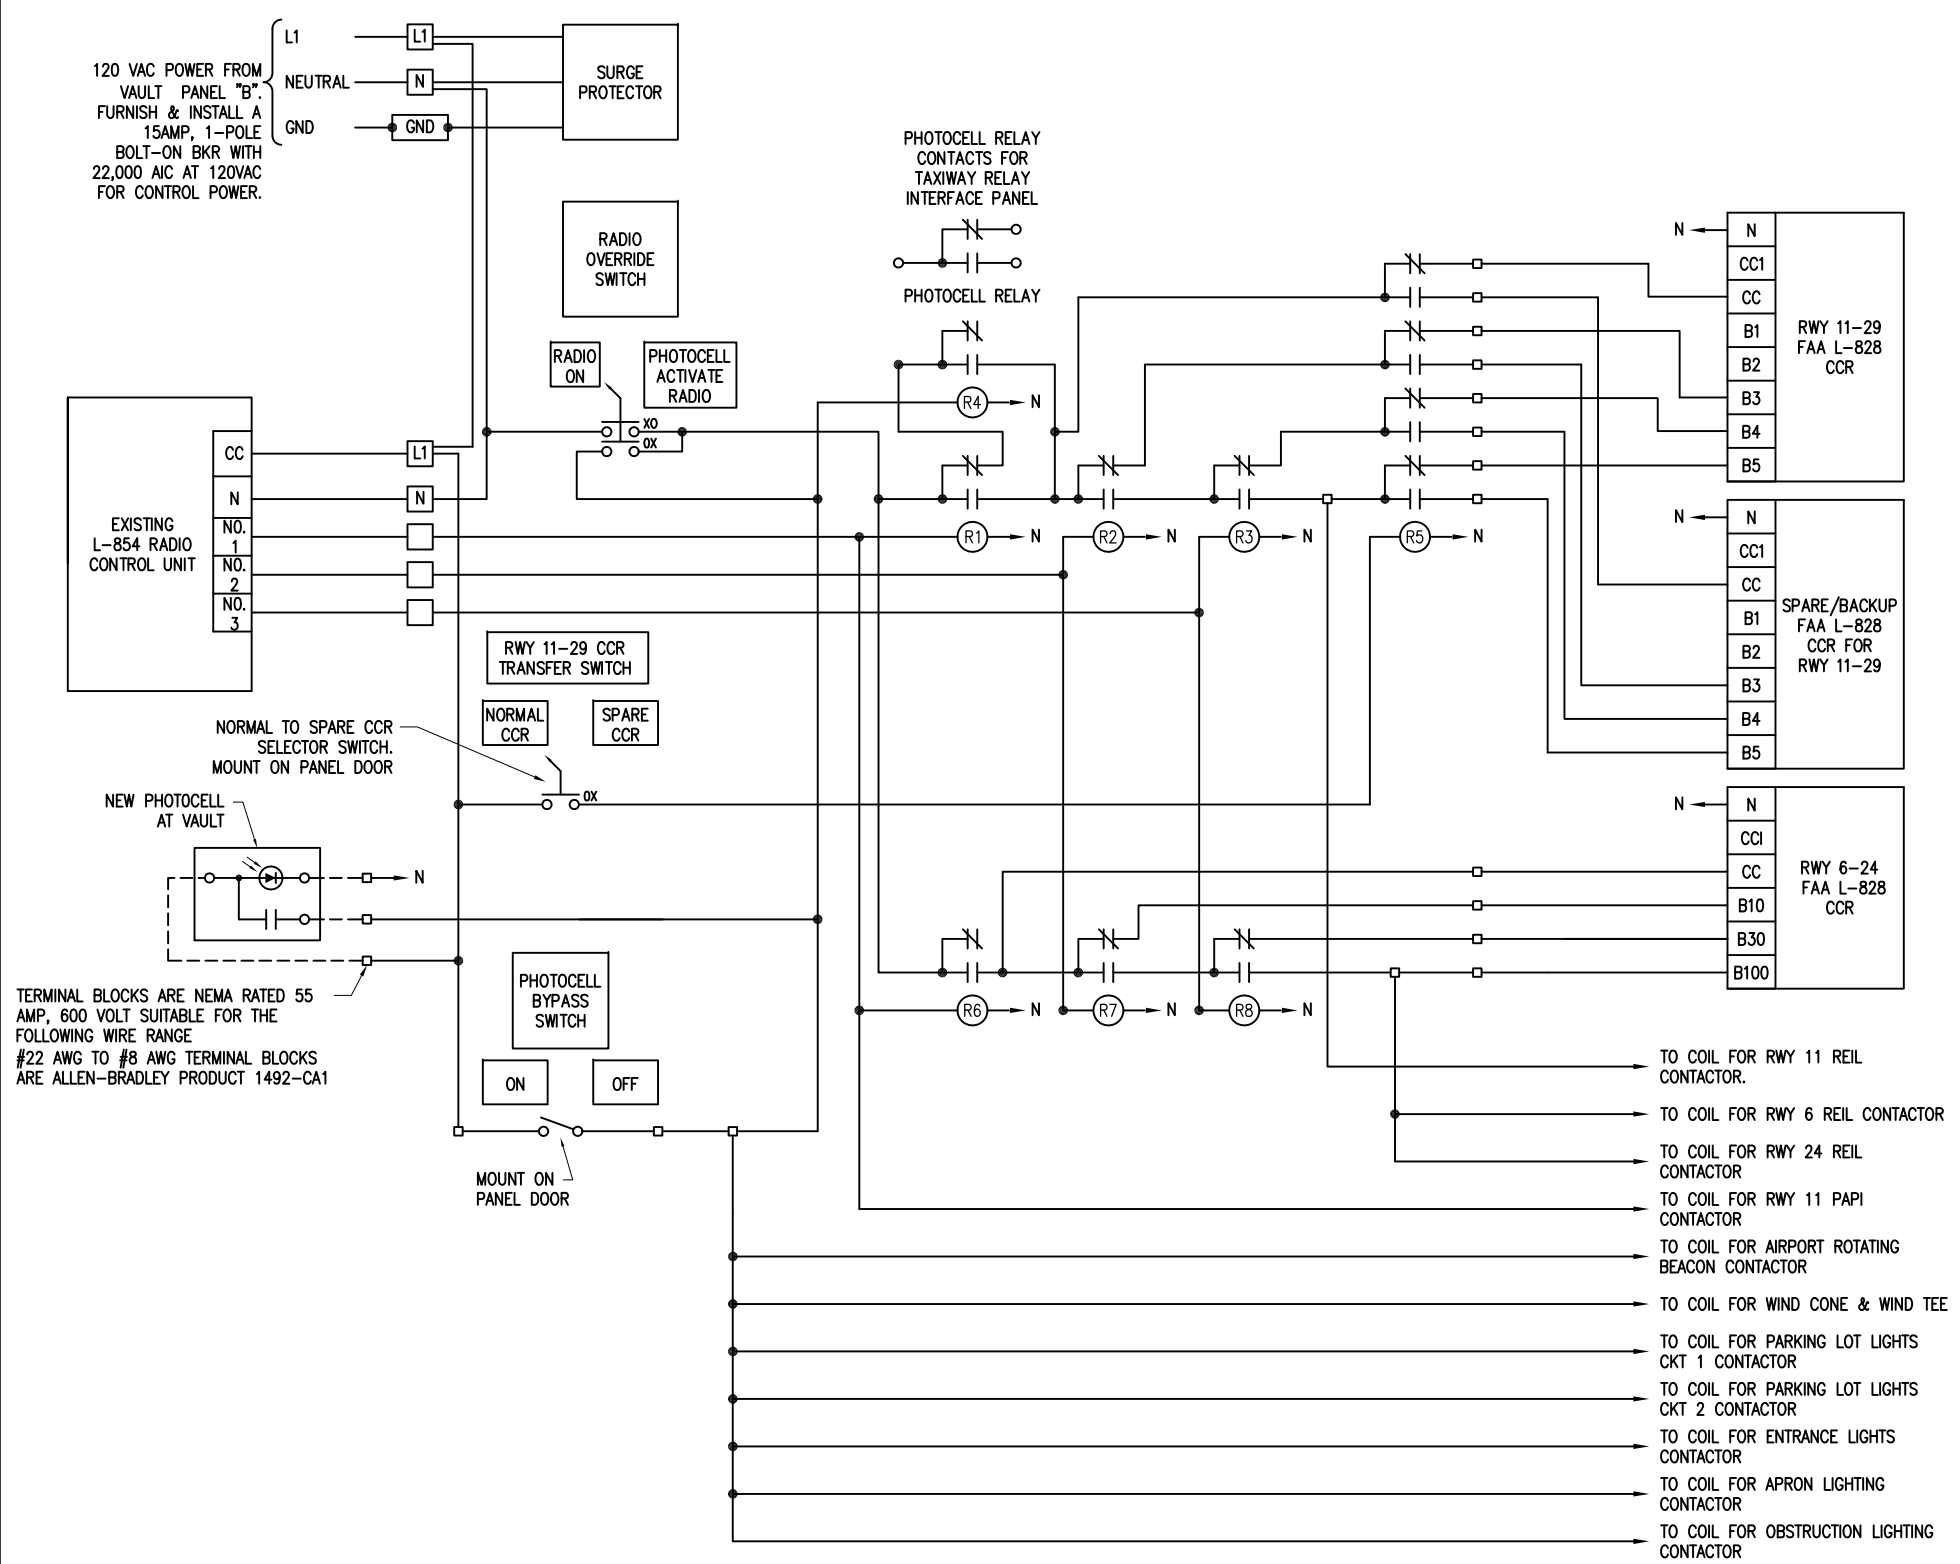 L1
NEUTRAL
GND
120 VAC POWER FROM
VAULT PANEL "B".
FURNISH & INSTALL A
15AMP, 1-POLE
BOLT-ON BKR WITH
22,000 AIC AT 120VAC
FOR CONTROL POWER.
L1
N
GND
SURGE
PROTECTOR
RADIO
OVERRIDE
SWITCH
RADIO
ON
PHOTOCELL
ACTIVATE
RADIO
XO
OX
PHOTOCELL RELAY
CONTACTS FOR
TAXIWAY RELAY
INTERFACE PANEL
PHOTOCELL RELAY
R4
N
R1
N
R2
N
R3
N
R5
N
EXISTING
L-854 RADIO
CONTROL UNIT
CC
N
NO.
1
NO.
2
NO.
3
L1
N
RWY 11-29 CCR
TRANSFER SWITCH
NORMAL
CCR
SPARE
CCR
OX
NORMAL TO SPARE CCR
SELECTOR SWITCH.
MOUNT ON PANEL DOOR
NEW PHOTOCELL
AT VAULT
N
TERMINAL BLOCKS ARE NEMA RATED 55
AMP, 600 VOLT SUITABLE FOR THE
FOLLOWING WIRE RANGE
#22 AWG TO #8 AWG TERMINAL BLOCKS
ARE ALLEN-BRADLEY PRODUCT 1492-CA1
PHOTOCELL
BYPASS
SWITCH
ON
OFF
MOUNT ON
PANEL DOOR
R6
N
R7
N
R8
N
N
N
CC1
CC
B1
B2
B3
B4
B5
RWY 11-29
FAA L-828
CCR
N
N
CC1
CC
B1
B2
B3
B4
B5
SPARE/BACKUP
FAA L-828
CCR FOR
RWY 11-29
N
N
CCI
CC
B10
B30
B100
RWY 6-24
FAA L-828
CCR
TO COIL FOR RWY 11 REIL
CONTACTOR.
TO COIL FOR RWY 6 REIL CONTACTOR
TO COIL FOR RWY 24 REIL
CONTACTOR
TO COIL FOR RWY 11 PAPI
CONTACTOR
TO COIL FOR AIRPORT ROTATING
BEACON CONTACTOR
TO COIL FOR WIND CONE & WIND TEE
TO COIL FOR PARKING LOT LIGHTS
CKT 1 CONTACTOR
TO COIL FOR PARKING LOT LIGHTS
CKT 2 CONTACTOR
TO COIL FOR ENTRANCE LIGHTS
CONTACTOR
TO COIL FOR APRON LIGHTING
CONTACTOR
TO COIL FOR OBSTRUCTION LIGHTING
CONTACTOR